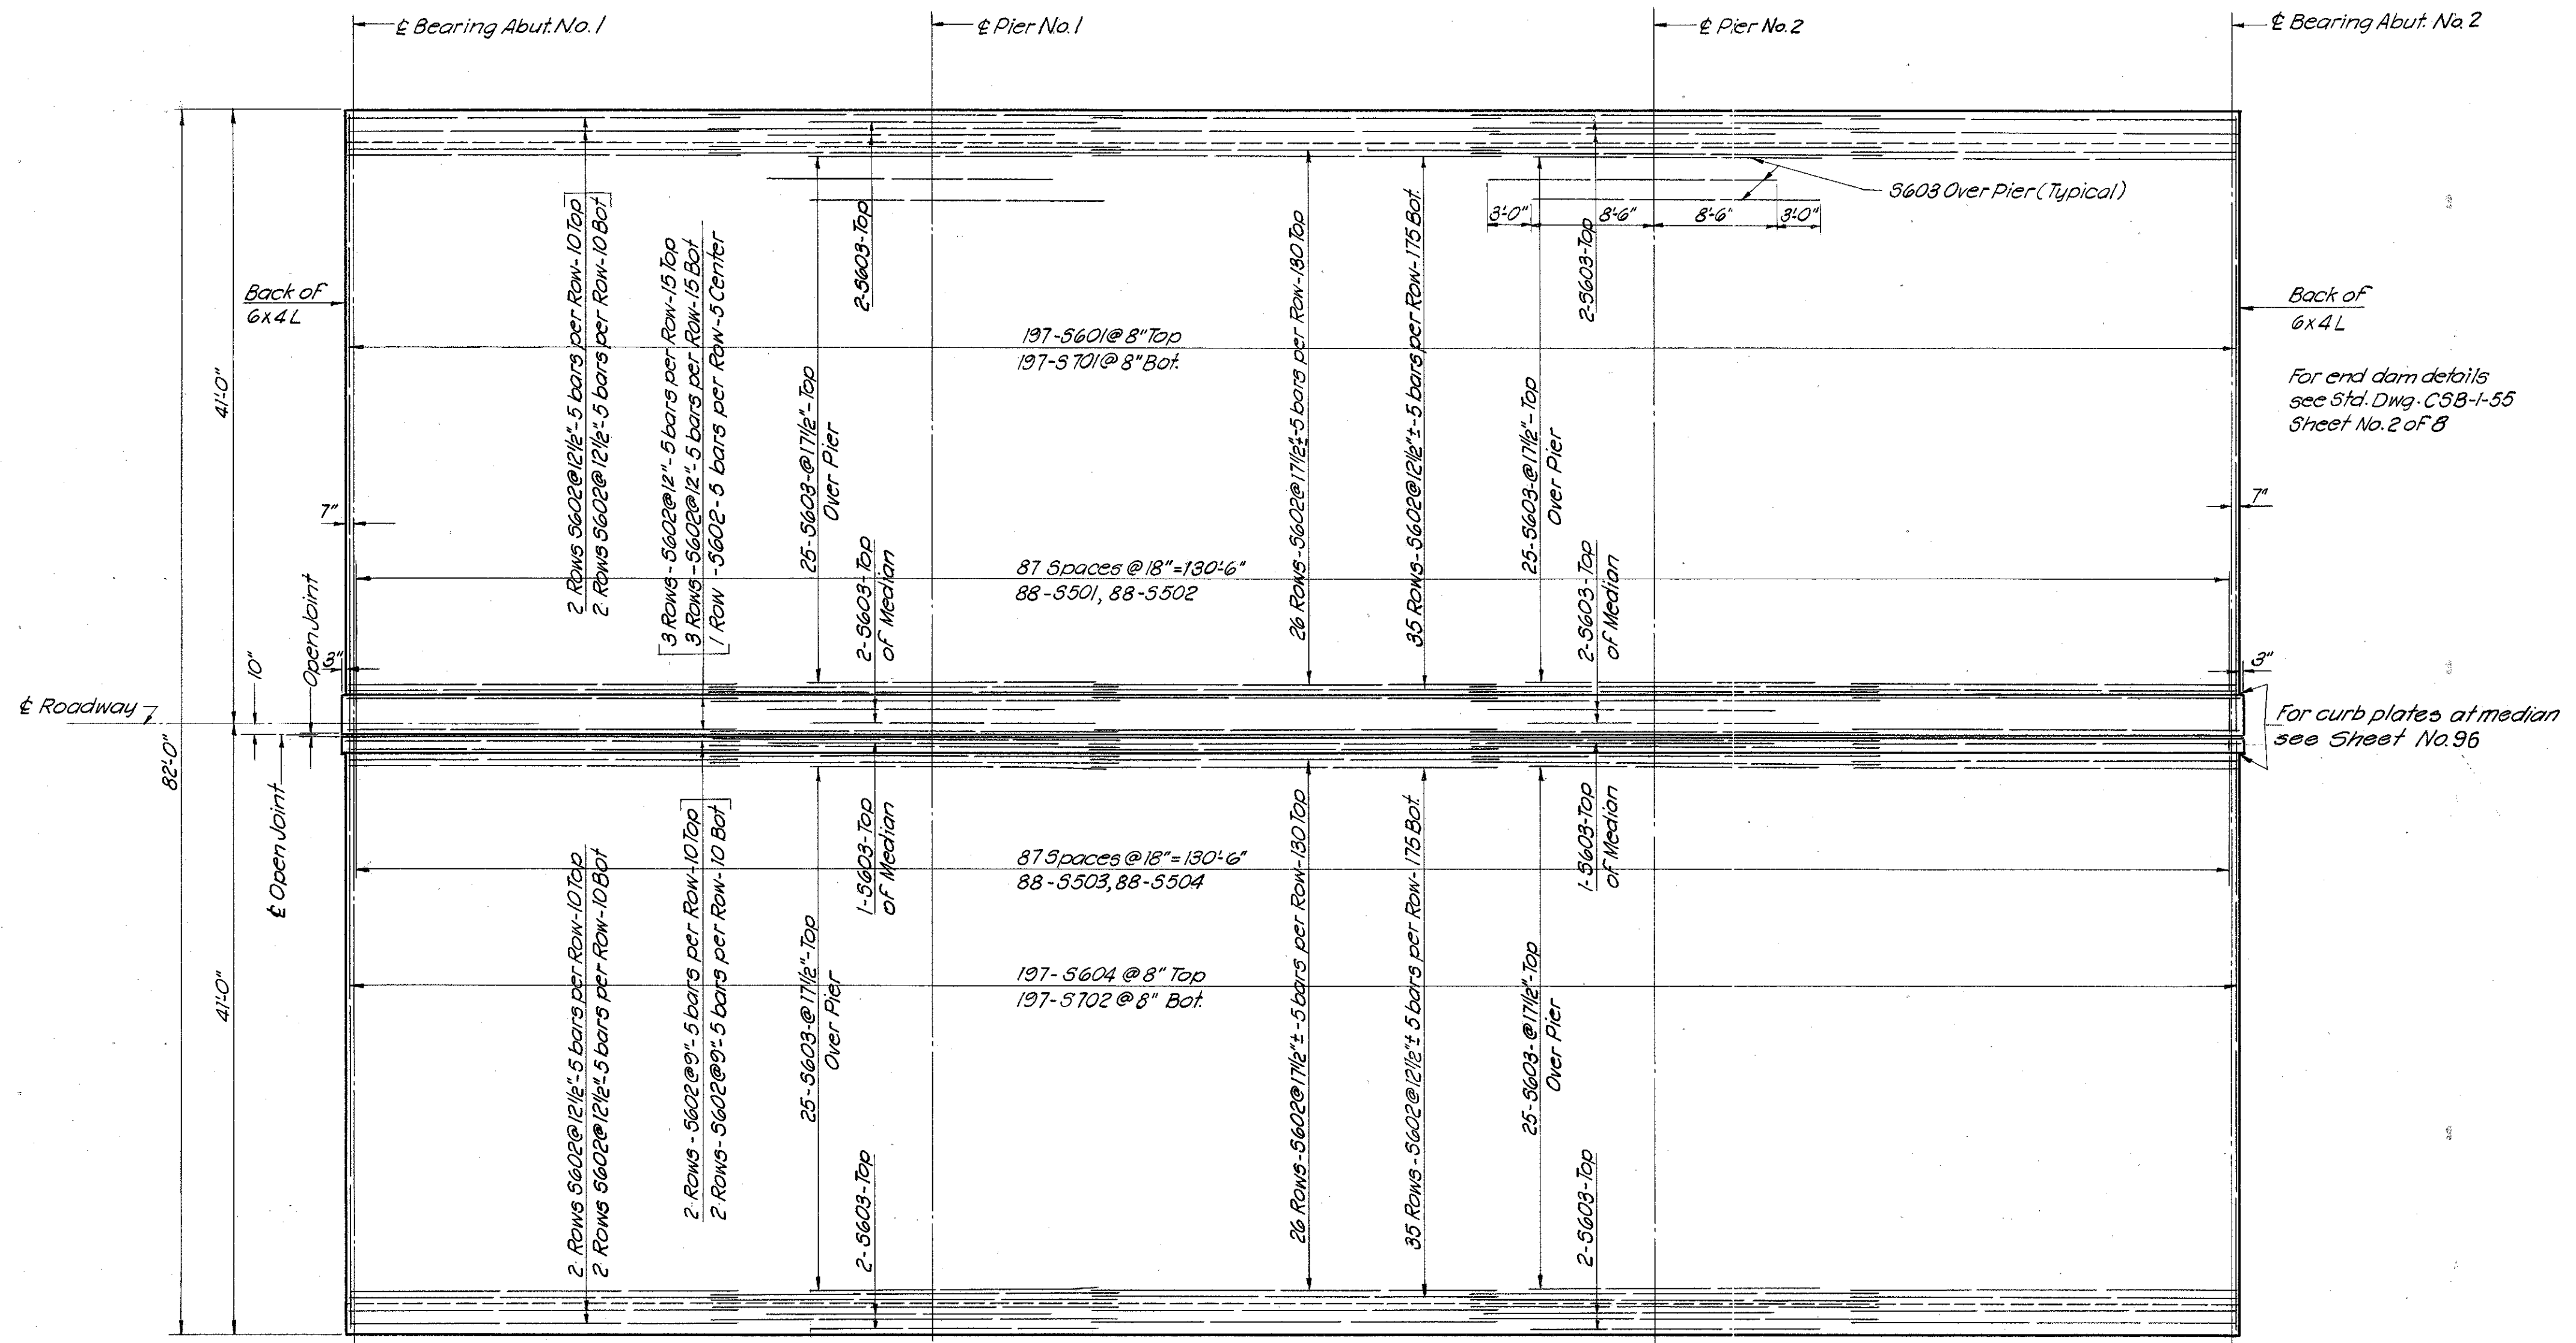 ℄ Bearing Abut. No. 1
℄ Pier No. 1
℄ Pier No. 2
℄ Bearing Abut. No. 2
S603 Over Pier (Typical)
3'-0" 8'-6" 8'-6" 3'-0"
2 Rows S602@12½"-5 bars per Row-10 Top
2 Rows S602@12½"-5 bars per Row-10 Bot
3 Rows-S602@12"-5 bars per Row-15 Top
3 Rows-S602@12"-5 bars per Row-15 Bot
1 Row -S602-5 bars per Row-5 Center
2-S603-Top
25-S603-@17½"-Top
Over Pier
2-S603-Top
of Median
26 Rows-S602@17½"±-5 bars per Row-130 Top
35 Rows-S602@12½"±-5 bars per Row-175 Bot.
2-S603-Top
25-S603-@17½"-Top
Over Pier
2-S603-Top
of Median
Back of
6x4 L
Back of
6x4 L
197-S601@8" Top
197-S701@8" Bot.
For end dam details
see Std. Dwg. CSB-1-55
Sheet No. 2 of 8
41'-0"
7"
7"
87 Spaces @ 18"=130'-6"
88-S501, 88-S502
Open Joint
3"
3"
10"
℄ Roadway
82'-0"
For curb plates at median
see Sheet No. 96
℄ Open Joint
41'-0"
2 Rows S602@12½"-5 bars per Row-10 Top
2 Rows S602@12½"-5 bars per Row-10 Bot
2 Rows-S602@9"-5 bars per Row-10 Top
2 Rows-S602@9"-5 bars per Row-10 Bot
25-S603-@17½"-Top
Over Pier
1-S603-Top
of Median
2-S603-Top
87 Spaces @ 18"=130'-6"
88-S503, 88-S504
197-S604 @ 8" Top
197-S702 @ 8" Bot.
26 Rows-S602@17½"±-5 bars per Row-130 Top
35 Rows-S602@12½"± 5 bars per Row-175 Bot.
25-S603-@17½"-Top
Over Pier
1-S603-Top
of Median
2-S603-Top